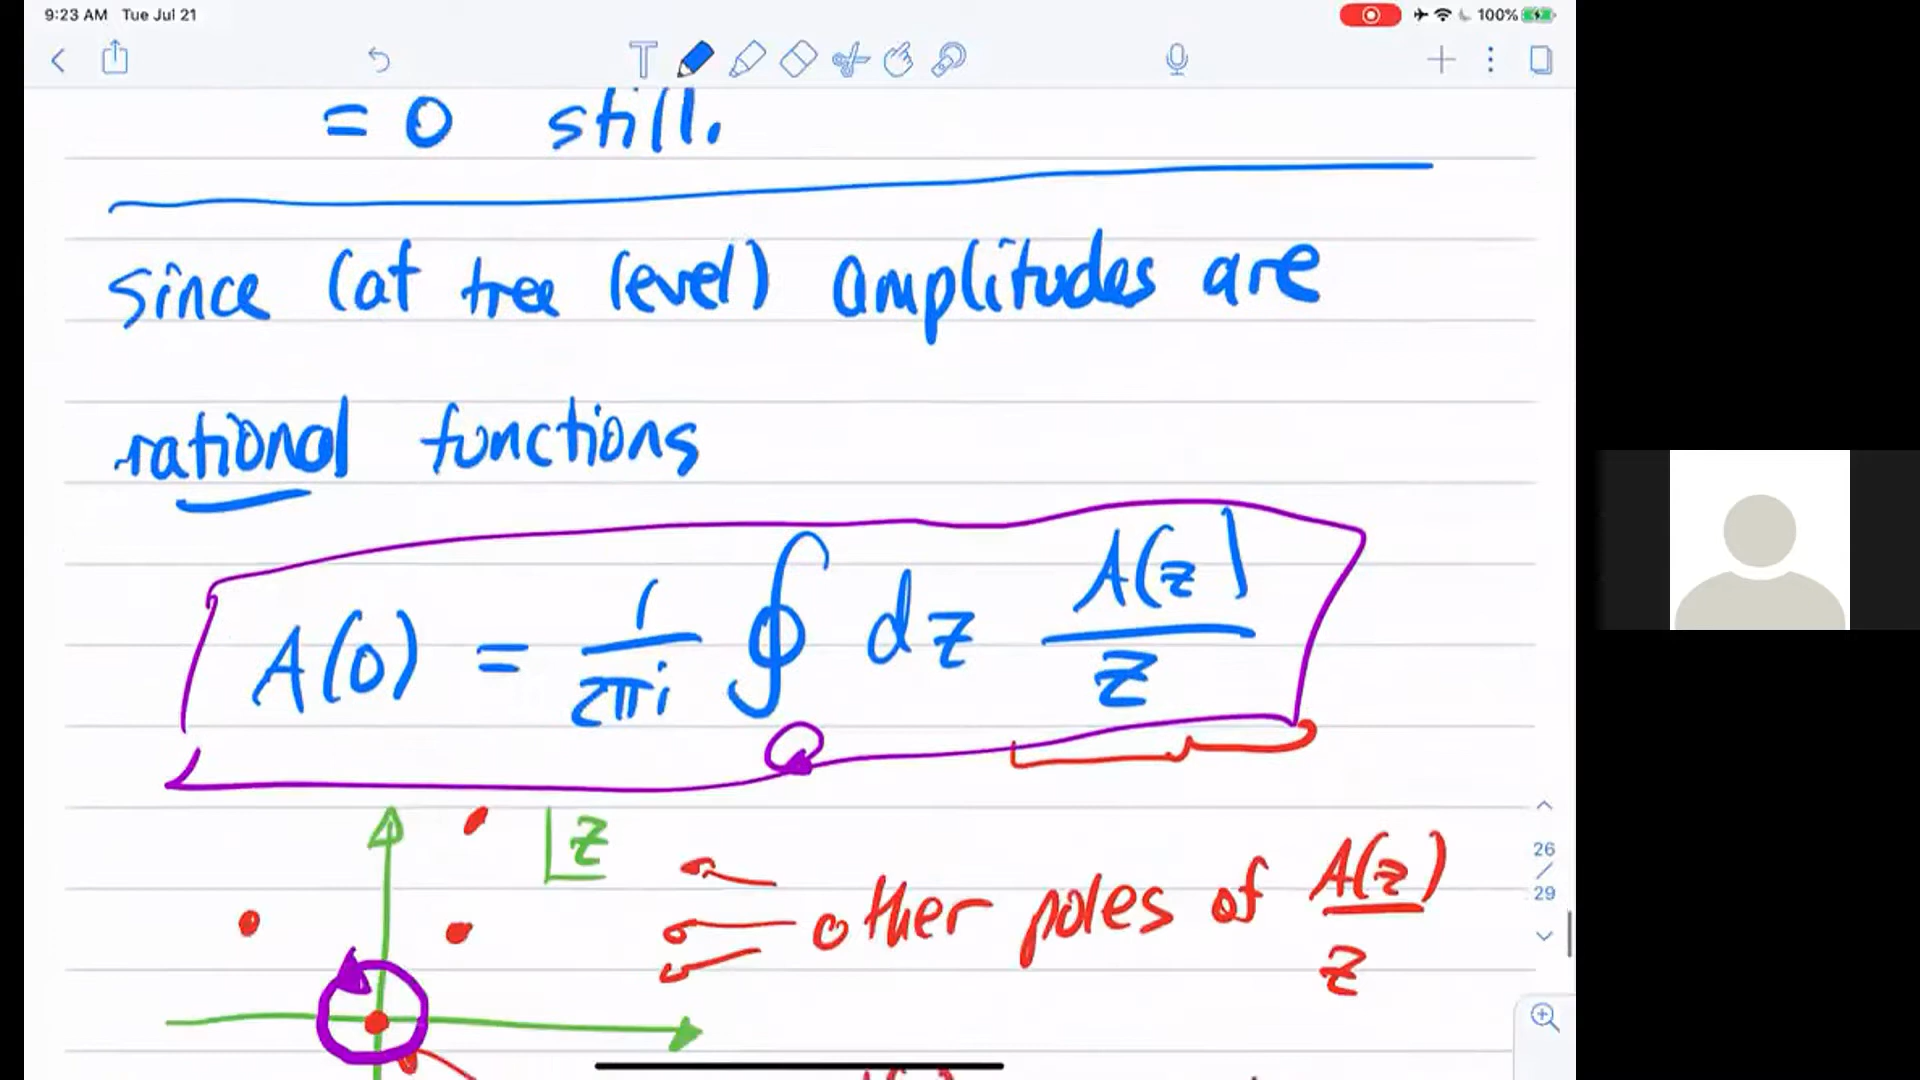 9:23 AM Tue Jul 21 100%
= 0 still.
since (at tree level) amplitudes are
rational functions
A(0) = 1/2πi ∮ dz A(z)/z
z
other poles of A(z)/z
26
/
29